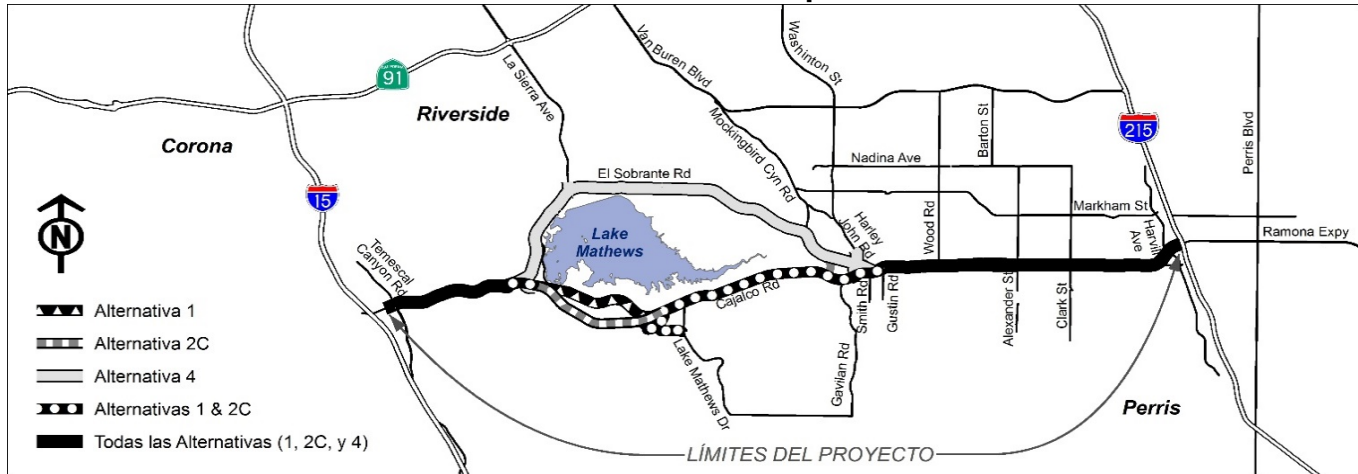 CALIFORNIA
91
Riverside
Corona
15
215
La Sierra Ave
Van Buren Blvd
Washinton St
Mockingbird Cyn Rd
Nadina Ave
Barton St
Perris Blvd
El Sobrante Rd
Harley
John Rd
Wood Rd
Markham St
Harvill
Ave
Ramona Expy
Lake
Mathews
Temescal
Canyon Rd
Cajalco Rd
Smith Rd
Gustin Rd
Alexander St
Clark St
Lake Mathews Dr
Gavilan Rd
Perris
N
Alternativa 1
Alternativa 2C
Alternativa 4
Alternativas 1 & 2C
Todas las Alternativas (1, 2C, y 4)
LÍMITES DEL PROYECTO